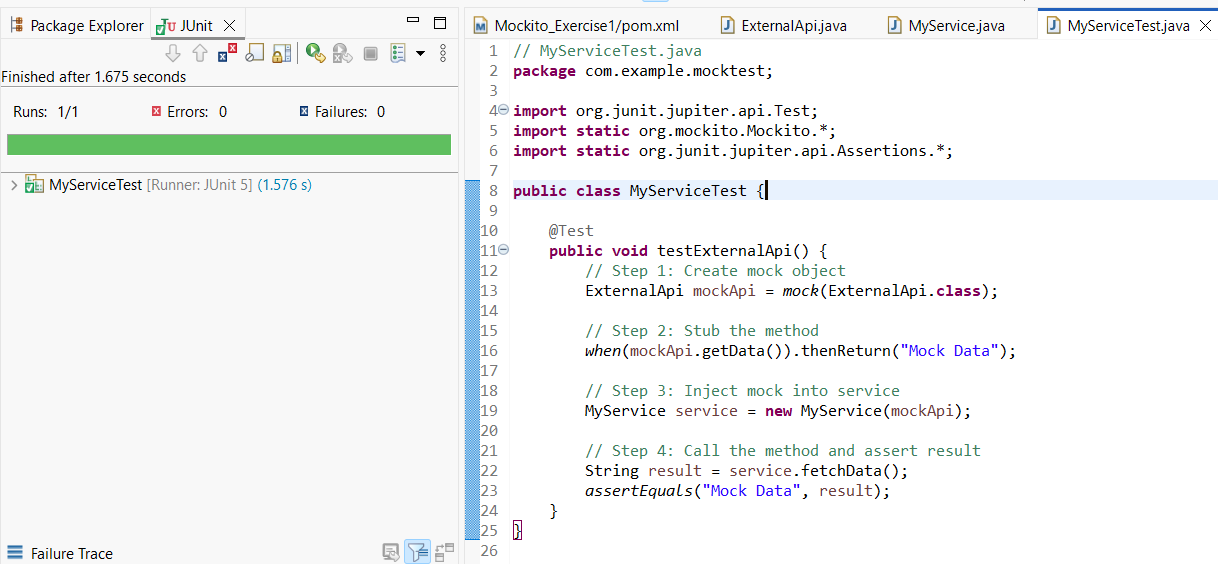 Package Explorer
JUnit
Finished after 1.675 seconds
Runs: 1/1
Errors: 0
Failures: 0
MyServiceTest [Runner: JUnit 5] (1.576 s)
Failure Trace
Mockito_Exercise1/pom.xml
ExternalApi.java
MyService.java
MyServiceTest.java
1 // MyServiceTest.java
2 package com.example.mocktest;
3
4 import org.junit.jupiter.api.Test;
5 import static org.mockito.Mockito.*;
6 import static org.junit.jupiter.api.Assertions.*;
7
8 public class MyServiceTest {
9
10     @Test
11     public void testExternalApi() {
12         // Step 1: Create mock object
13         ExternalApi mockApi = mock(ExternalApi.class);
14
15         // Step 2: Stub the method
16         when(mockApi.getData()).thenReturn("Mock Data");
17
18         // Step 3: Inject mock into service
19         MyService service = new MyService(mockApi);
20
21         // Step 4: Call the method and assert result
22         String result = service.fetchData();
23         assertEquals("Mock Data", result);
24     }
25 }
26